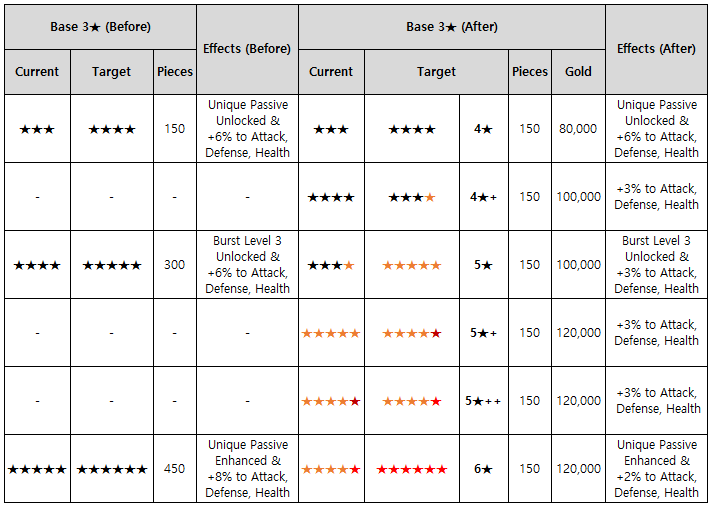 Base 3★ (Before) Effects (Before) Base 3★ (After) Effects (After)
Current Target Pieces Current Target Pieces Gold
★★★ ★★★★ 150 Unique Passive
Unlocked &
+6% to Attack,
Defense, Health ★★★ ★★★★ 4★ 150 80,000 Unique Passive
Unlocked &
+6% to Attack,
Defense, Health
- - - - ★★★★ ★★★★ 4★+ 150 100,000 +3% to Attack,
Defense, Health
★★★★ ★★★★★ 300 Burst Level 3
Unlocked &
+6% to Attack,
Defense, Health ★★★★ ★★★★★ 5★ 150 100,000 Burst Level 3
Unlocked &
+3% to Attack,
Defense, Health
- - - - ★★★★★ ★★★★★ 5★+ 150 120,000 +3% to Attack,
Defense, Health
- - - - ★★★★★ ★★★★★ 5★++ 150 120,000 +3% to Attack,
Defense, Health
★★★★★ ★★★★★★ 450 Unique Passive
Enhanced &
+8% to Attack,
Defense, Health ★★★★★ ★★★★★★ 6★ 150 120,000 Unique Passive
Enhanced &
+2% to Attack,
Defense, Health